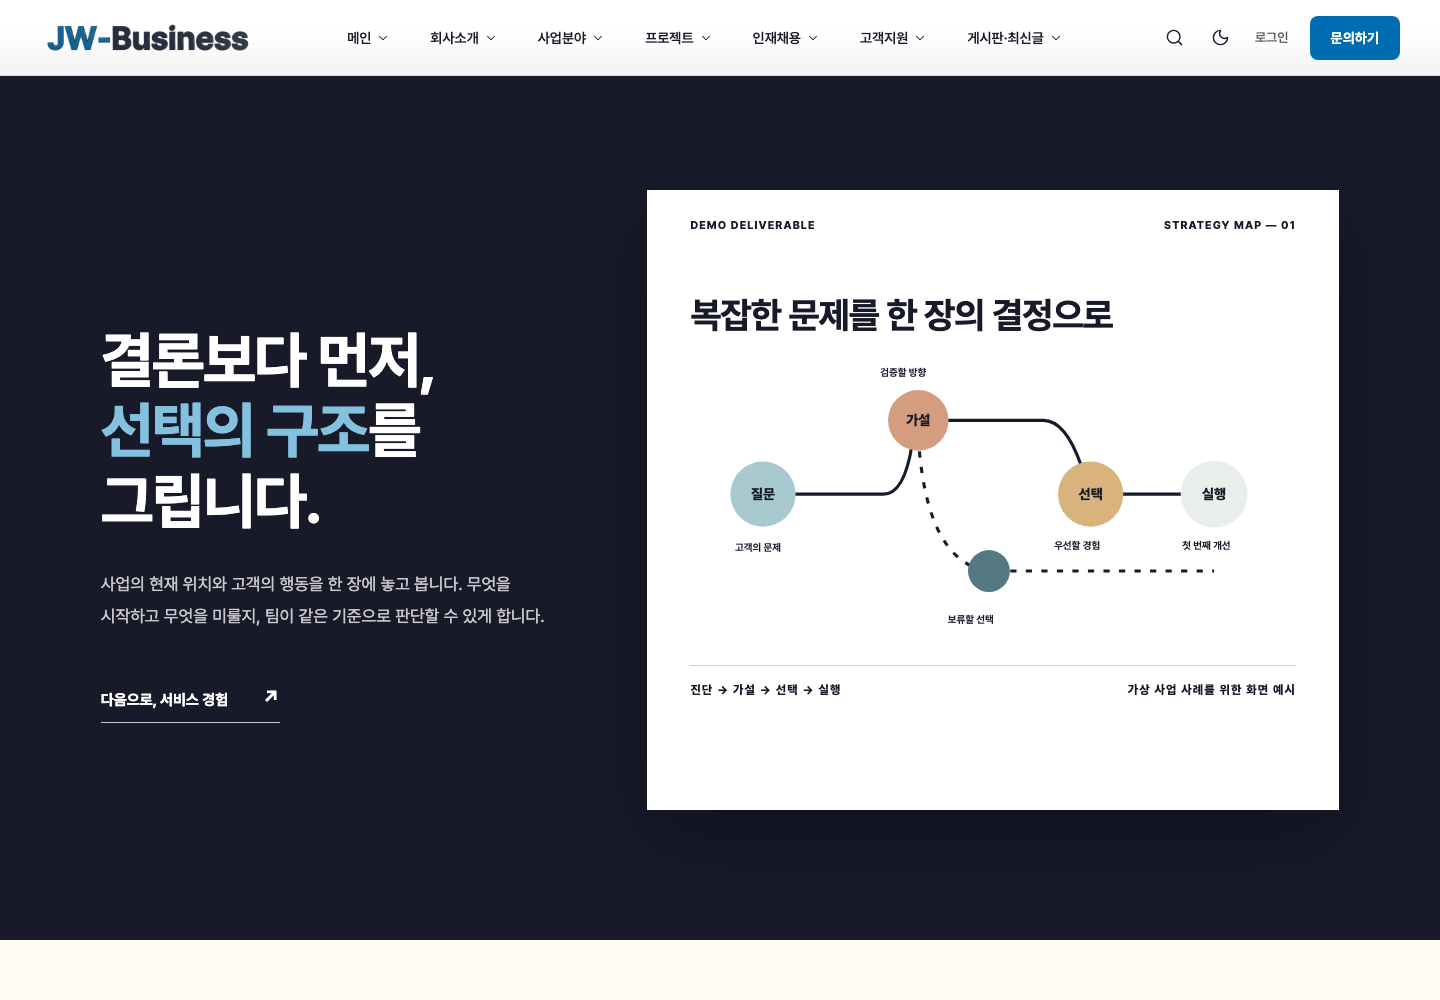 JW-Business
메인
회사소개
사업분야
프로젝트
인재채용
고객지원
게시판·최신글
로그인
문의하기
결론보다 먼저,
선택의 구조를
그립니다.
사업의 현재 위치와 고객의 행동을 한 장에 놓고 봅니다. 무엇을
시작하고 무엇을 미룰지, 팀이 같은 기준으로 판단할 수 있게 합니다.
다음으로, 서비스 경험
DEMO DELIVERABLE
STRATEGY MAP — 01
복잡한 문제를 한 장의 결정으로
검증할 방향
가설
질문
선택
실행
고객의 문제
우선할 경험
첫 번째 개선
보류할 선택
진단 → 가설 → 선택 → 실행
가상 사업 사례를 위한 화면 예시